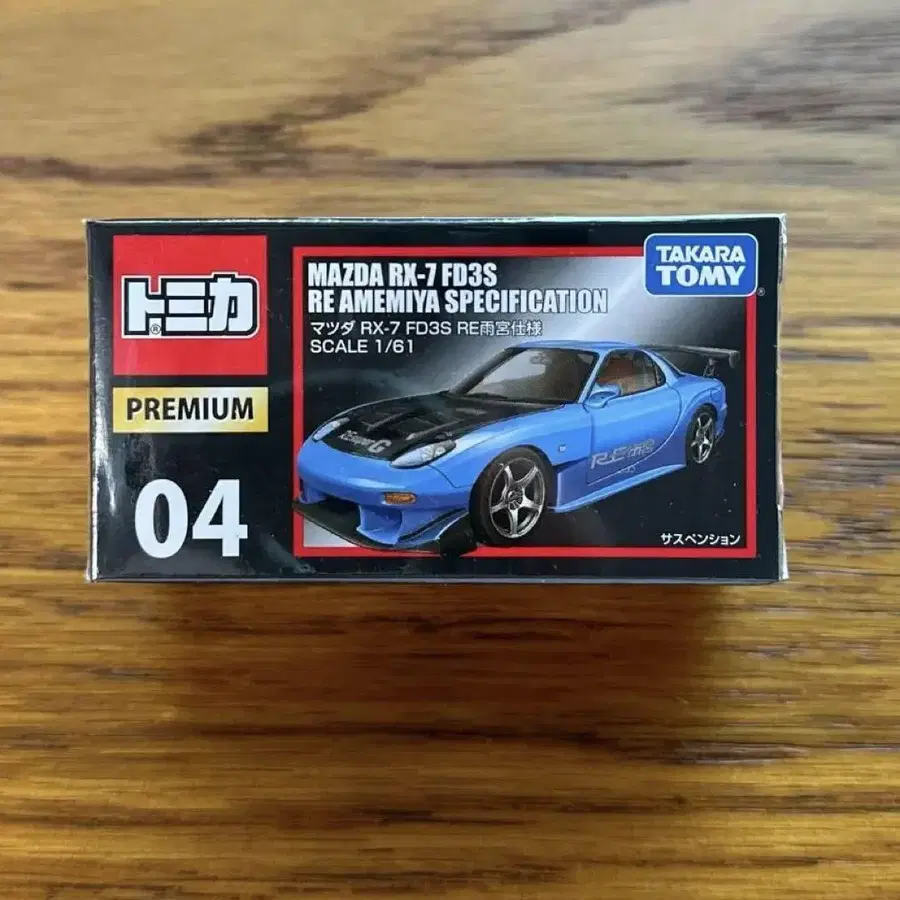 トミカ
®
PREMIUM
04
MAZDA RX-7 FD3S
RE AMEMIYA SPECIFICATION
マツダ RX-7 FD3S RE雨宮仕様
SCALE 1/61
TAKARA
TOMY
®
サスペンション